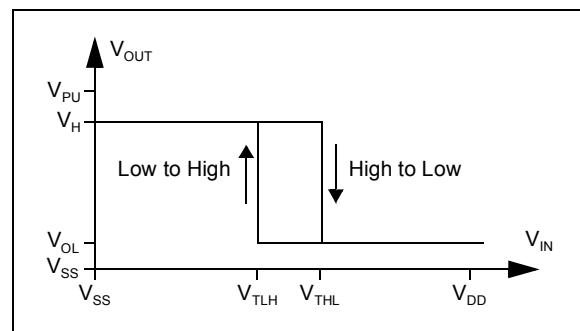 V_OUT
V_PU
V_H
Low to High
High to Low
V_OL
V_IN
V_SS
V_SS
V_TLH
V_THL
V_DD